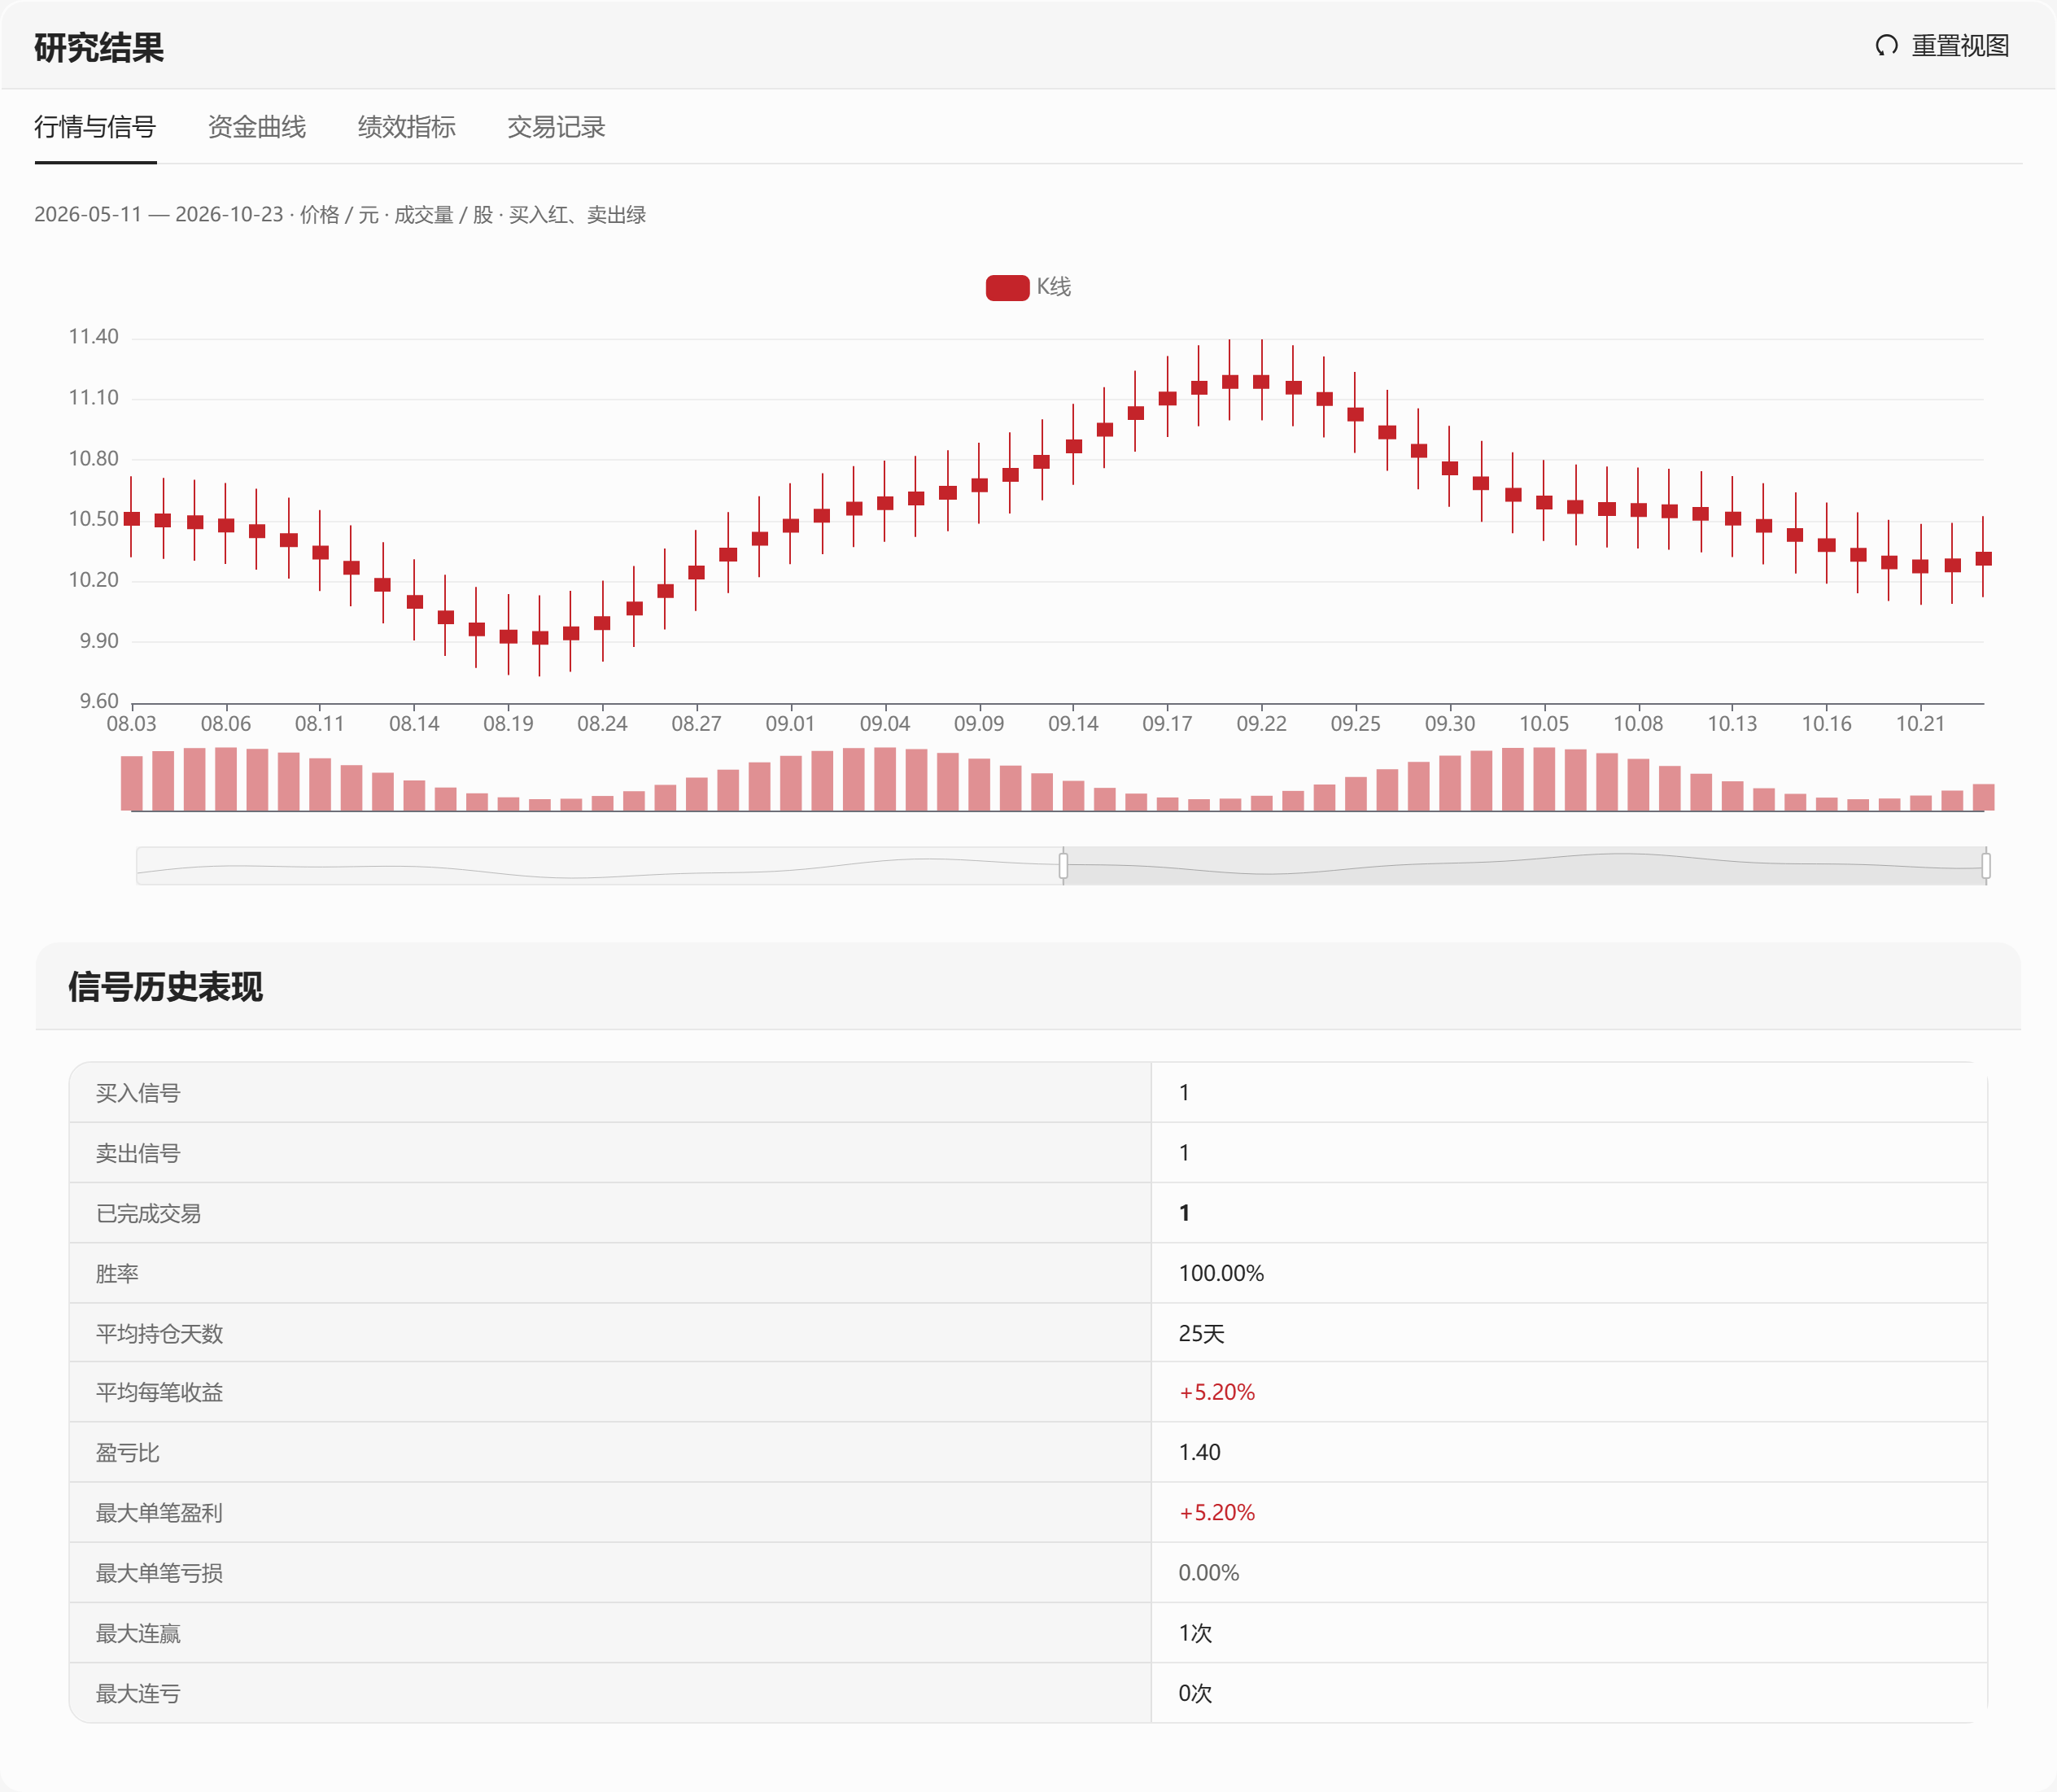 研究结果
重置视图
行情与信号 资金曲线 绩效指标 交易记录
2026-05-11 — 2026-10-23 · 价格 / 元 · 成交量 / 股 · 买入红、卖出绿
K线
11.40
11.10
10.80
10.50
10.20
9.90
9.60
08.03 08.06 08.11 08.14 08.19 08.24 08.27 09.01 09.04 09.09 09.14 09.17 09.22 09.25 09.30 10.05 10.08 10.13 10.16 10.21
信号历史表现
买入信号 1
卖出信号 1
已完成交易 1
胜率 100.00%
平均持仓天数 25天
平均每笔收益 +5.20%
盈亏比 1.40
最大单笔盈利 +5.20%
最大单笔亏损 0.00%
最大连赢 1次
最大连亏 0次